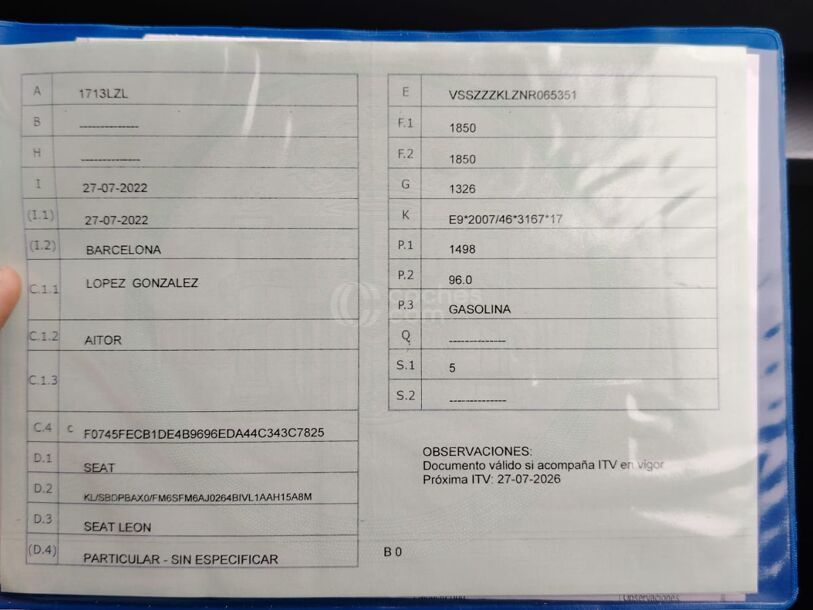 A 1713LZL
B ---------------
H ---------------
I 27-07-2022
(I.1) 27-07-2022
(I.2) BARCELONA
C.1.1 LOPEZ GONZALEZ
C.1.2 AITOR
C.1.3
C.4 C F0745FECB1DE4B9696EDA44C343C7825
D.1 SEAT
D.2 KL/SBDPBAX0/FM6SFM6AJ0264BIVL1AAH15A8M
D.3 SEAT LEON
(D.4) PARTICULAR - SIN ESPECIFICAR
E VSSZZZKLZNR065351
F.1 1850
F.2 1850
G 1326
K E9*2007/46*3167*17
P.1 1498
P.2 96.0
P.3 GASOLINA
Q ---------------
S.1 5
S.2 ---------------
OBSERVACIONES:
Documento válido si acompaña ITV en vigor
Próxima ITV: 27-07-2026
B 0
coches
.com
Observaciones